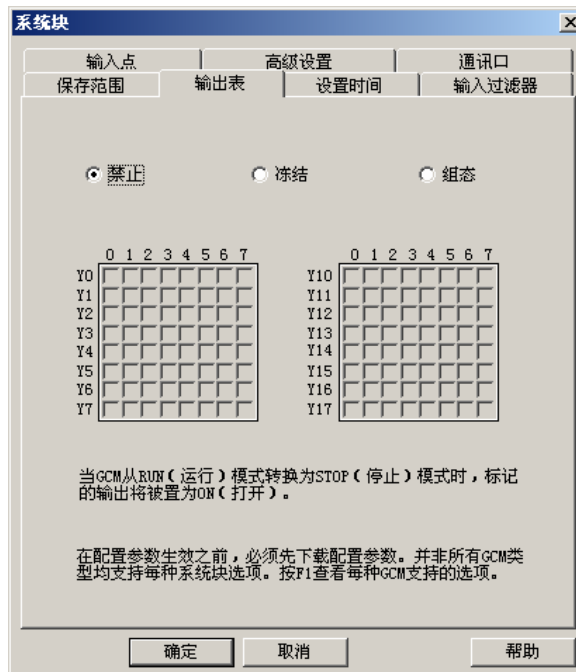 系统块
输入点 高级设置 通讯口
保存范围 输出表 设置时间 输入过滤器
禁止 冻结 组态
0 1 2 3 4 5 6 7 0 1 2 3 4 5 6 7
Y0 Y10
Y1 Y11
Y2 Y12
Y3 Y13
Y4 Y14
Y5 Y15
Y6 Y16
Y7 Y17
当GCM从RUN(运行)模式转换为STOP(停止)模式时,标记
的输出将被置为ON(打开)。
在配置参数生效之前,必须先下载配置参数。并非所有GCM类
型均支持每种系统块选项。按F1查看每种GCM支持的选项。
确定 取消 帮助